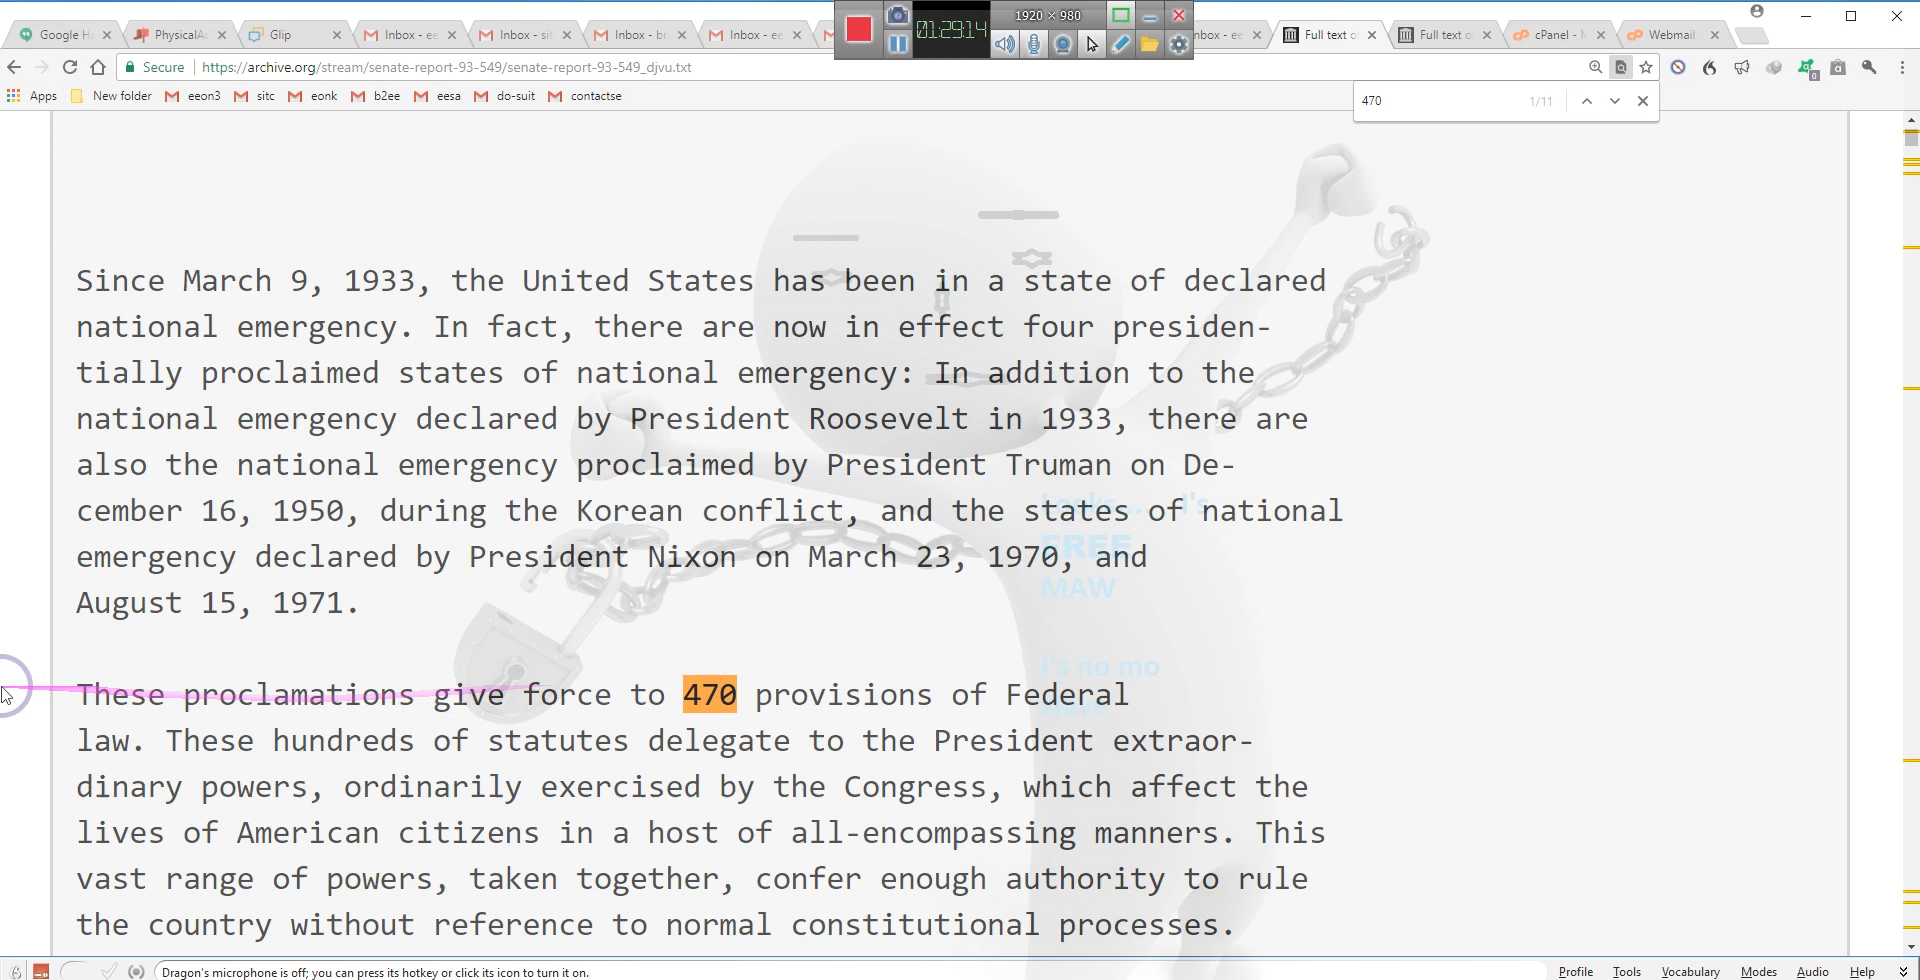 01:29:14
1920 × 980
Google H
PhysicalAc
Glip
Inbox - ee
Inbox - sit
Inbox - br
Inbox - ee
nbox - ee
Full text o
Full text o
cPanel - M
Webmail
Secure
https://archive.org/stream/senate-report-93-549/senate-report-93-549_djvu.txt
Apps
New folder
eeon3
sitc
eonk
b2ee
eesa
do-suit
contactse
470
1/11
Since March 9, 1933, the United States has been in a state of declared
national emergency. In fact, there are now in effect four presiden-
tially proclaimed states of national emergency: In addition to the
national emergency declared by President Roosevelt in 1933, there are
also the national emergency proclaimed by President Truman on De-
cember 16, 1950, during the Korean conflict, and the states of national
emergency declared by President Nixon on March 23, 1970, and
August 15, 1971.
FREE
MAW
I's no mo
These proclamations give force to 470 provisions of Federal
law. These hundreds of statutes delegate to the President extraor-
dinary powers, ordinarily exercised by the Congress, which affect the
lives of American citizens in a host of all-encompassing manners. This
vast range of powers, taken together, confer enough authority to rule
the country without reference to normal constitutional processes.
Dragon's microphone is off; you can press its hotkey or click its icon to turn it on.
Profile
Tools
Vocabulary
Modes
Audio
Help